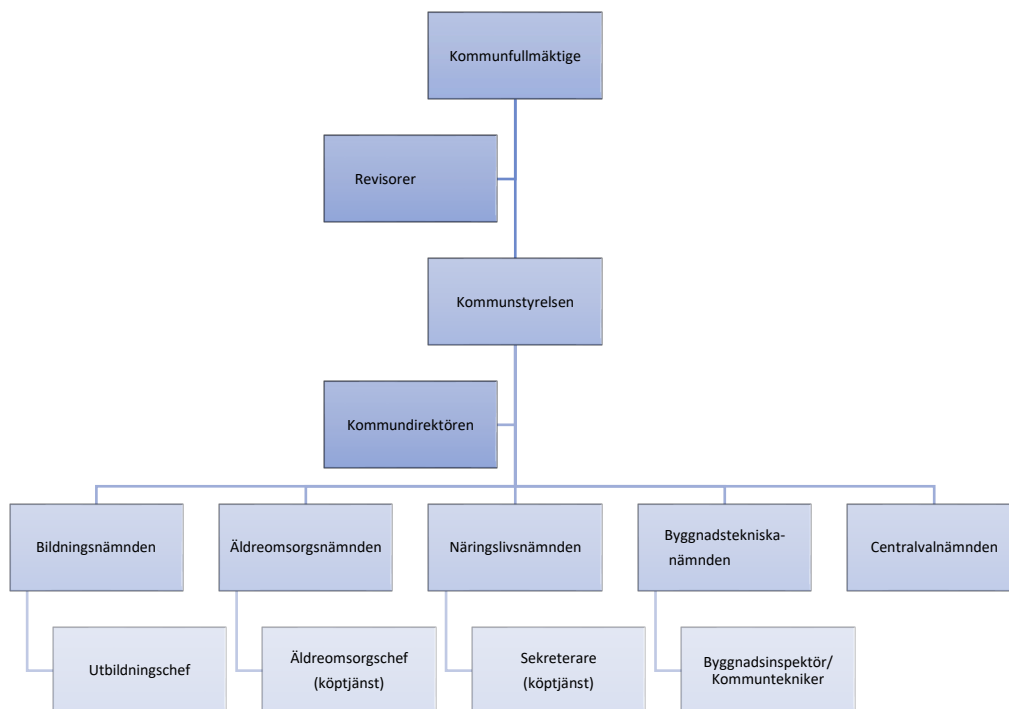 Kommunfullmäktige
Revisorer
Kommunstyrelsen
Kommundirektören
Bildningsnämnden
Äldreomsorgsnämnden
Näringslivsnämnden
Byggnadstekniska-
nämnden
Centralvalnämnden
Utbildningschef
Äldreomsorgschef
(köptjänst)
Sekreterare
(köptjänst)
Byggnadsinspektör/
Kommuntekniker